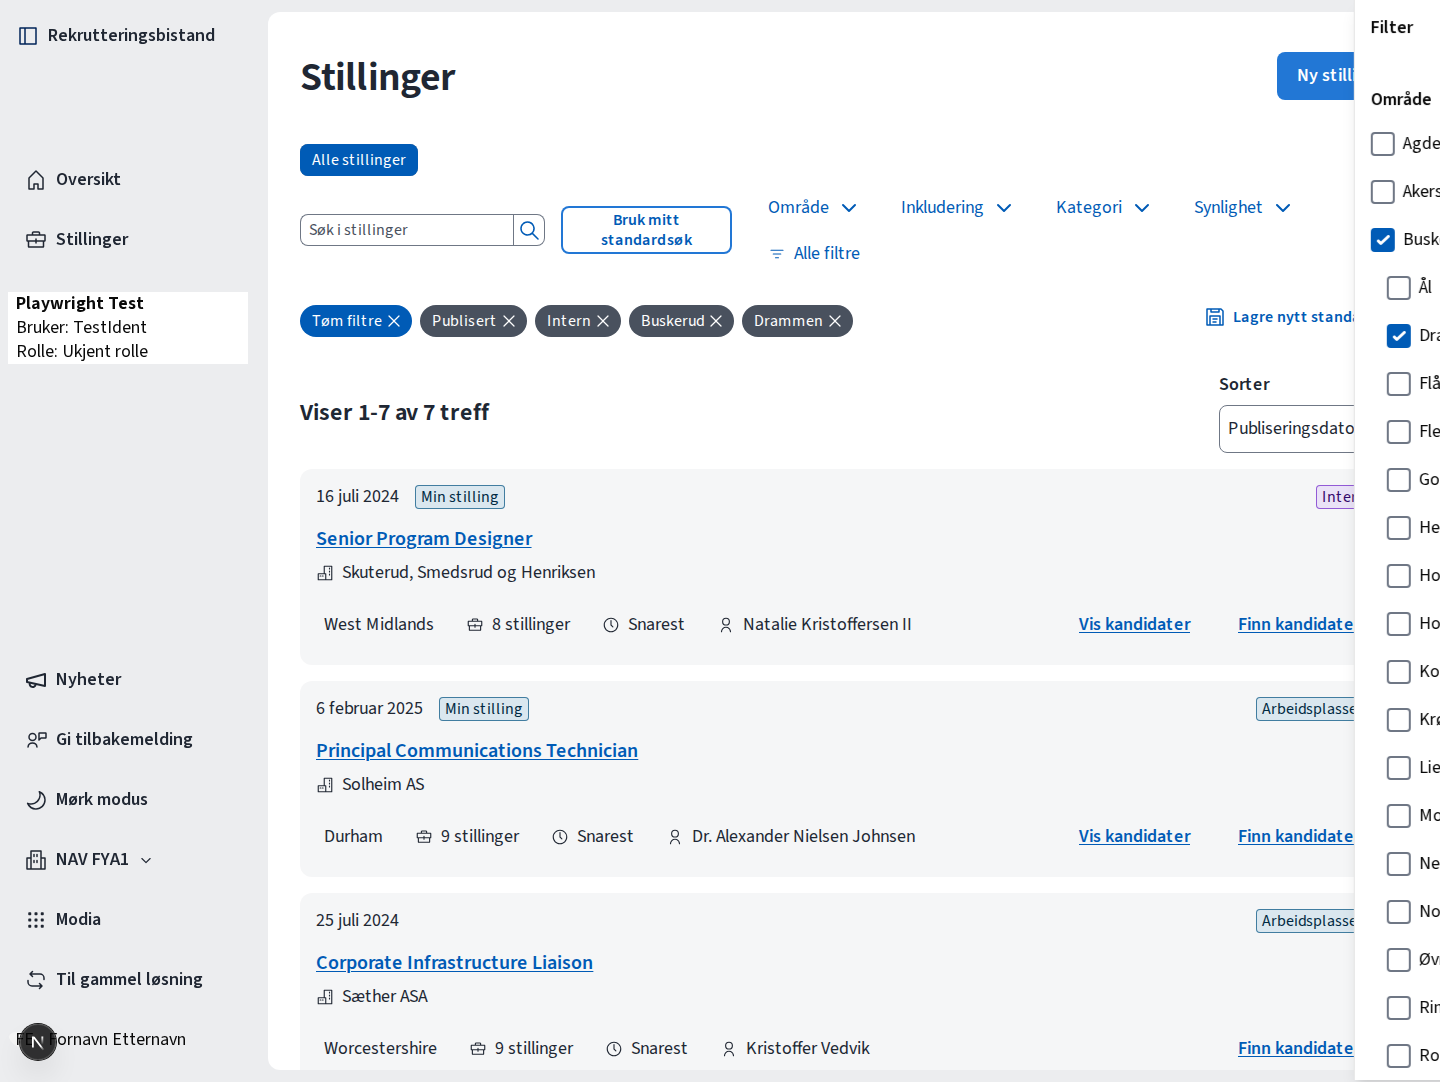 Rekrutteringsbistand
Oversikt
Stillinger
Playwright Test
Bruker: TestIdent
Rolle: Ukjent rolle
Nyheter
Gi tilbakemelding
Mørk modus
NAV FYA1
Modia
Til gammel løsning
Fornavn Etternavn
Stillinger
Ny stilli
Alle stillinger
Søk i stillinger
Bruk mitt
standardsøk
Område
Inkludering
Kategori
Synlighet
Alle filtre
Tøm filtre
Publisert
Intern
Buskerud
Drammen
Lagre nytt standa
Viser 1-7 av 7 treff
Sorter
Publiseringsdato
16 juli 2024
Min stilling
Inter
Senior Program Designer
Skuterud, Smedsrud og Henriksen
West Midlands
8 stillinger
Snarest
Natalie Kristoffersen II
Vis kandidater
Finn kandidate
6 februar 2025
Min stilling
Arbeidsplasse
Principal Communications Technician
Solheim AS
Durham
9 stillinger
Snarest
Dr. Alexander Nielsen Johnsen
Vis kandidater
Finn kandidate
25 juli 2024
Arbeidsplasse
Corporate Infrastructure Liaison
Sæther ASA
Worcestershire
9 stillinger
Snarest
Kristoffer Vedvik
Finn kandidate
Filter
Område
Agde
Akers
Busk
Ål
Dra
Flå
Fle
Go
He
Ho
Ho
Ko
Krø
Lie
Mo
Ne
No
Øv
Rin
Ro